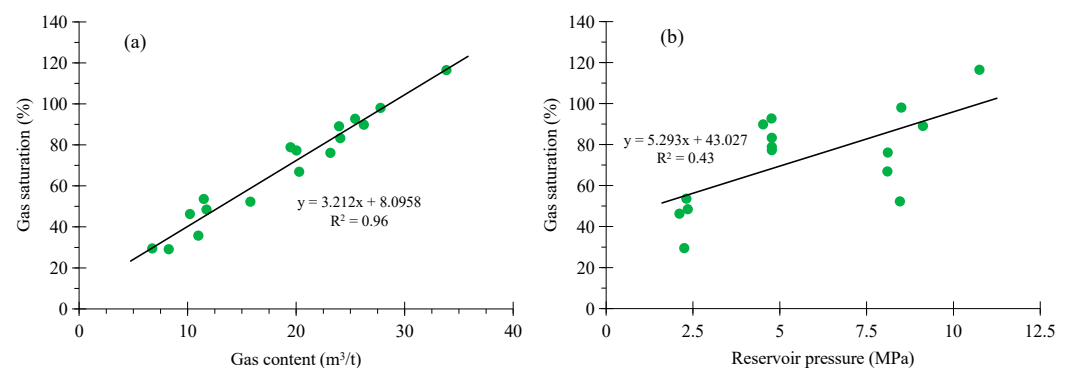 (a)
Gas saturation (%)
140
120
100
80
60
40
20
0
y = 3.212x + 8.0958
R² = 0.96
0 10 20 30 40
Gas content (m³/t)
(b)
Gas saturation (%)
140
120
100
80
60
40
20
0
y = 5.293x + 43.027
R² = 0.43
0 2.5 5 7.5 10 12.5
Reservoir pressure (MPa)